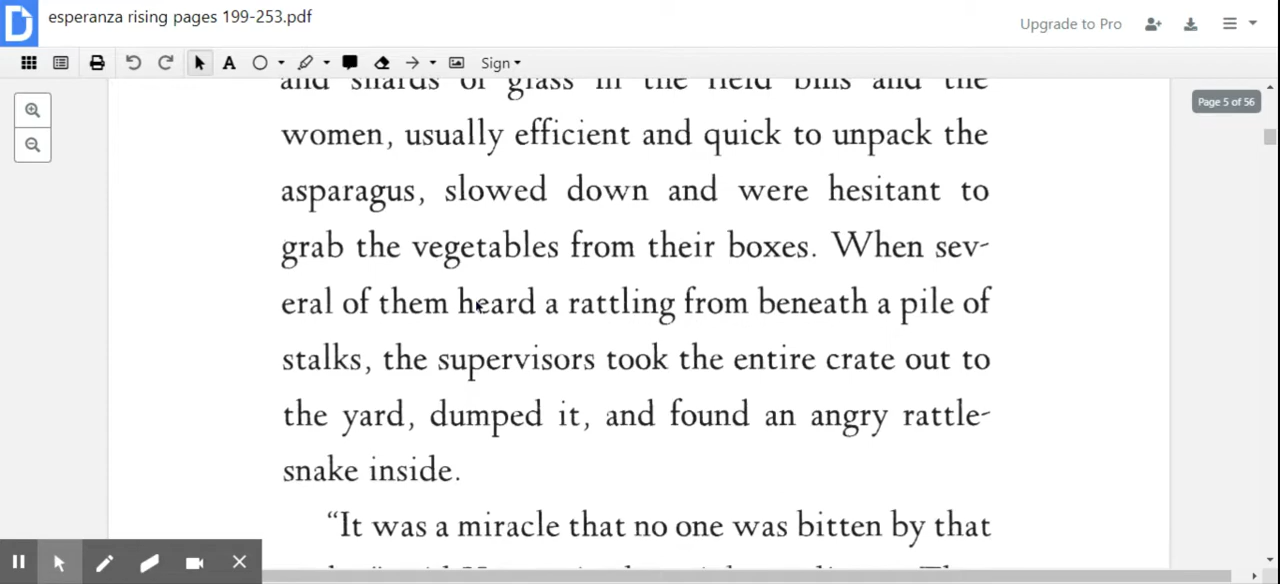 esperanza rising pages 199-253.pdf
Upgrade to Pro
A
Sign
Page 5 of 56
and shards of glass in the field bins and the
women, usually efficient and quick to unpack the
asparagus, slowed down and were hesitant to
grab the vegetables from their boxes. When sev-
eral of them heard a rattling from beneath a pile of
stalks, the supervisors took the entire crate out to
the yard, dumped it, and found an angry rattle-
snake inside.
“It was a miracle that no one was bitten by that